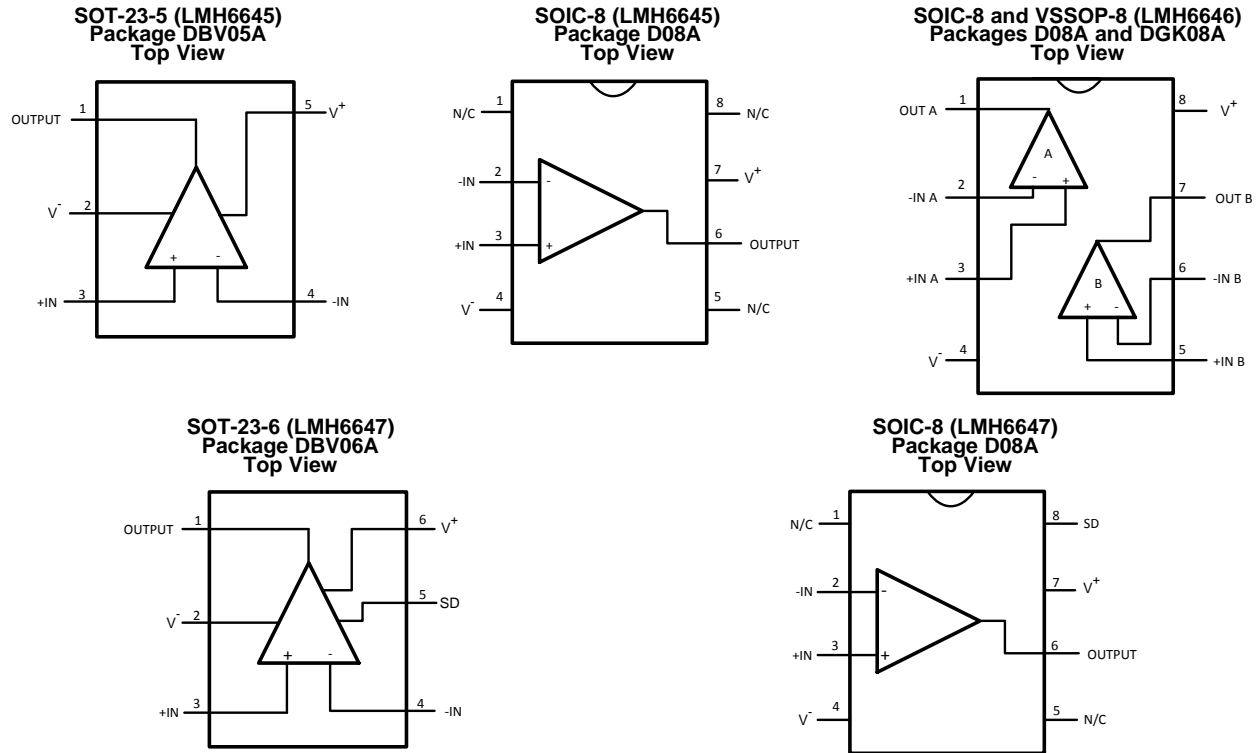 SOT-23-5 (LMH6645)
Package DBV05A
Top View
OUTPUT 1
5 V+
V- 2
+ -
+IN 3
4 -IN
SOIC-8 (LMH6645)
Package D08A
Top View
N/C 1
8 N/C
-IN 2 -
7 V+
+IN 3 +
6 OUTPUT
V- 4
5 N/C
SOIC-8 and VSSOP-8 (LMH6646)
Packages D08A and DGK08A
Top View
OUT A 1
8 V+
A
- +
-IN A 2
7 OUT B
+IN A 3
6 -IN B
B
+ -
V- 4
5 +IN B
SOT-23-6 (LMH6647)
Package DBV06A
Top View
OUTPUT 1
6 V+
5 SD
V- 2
+ -
+IN 3
4 -IN
SOIC-8 (LMH6647)
Package D08A
Top View
N/C 1
8 SD
-IN 2 -
7 V+
+IN 3 +
6 OUTPUT
V- 4
5 N/C